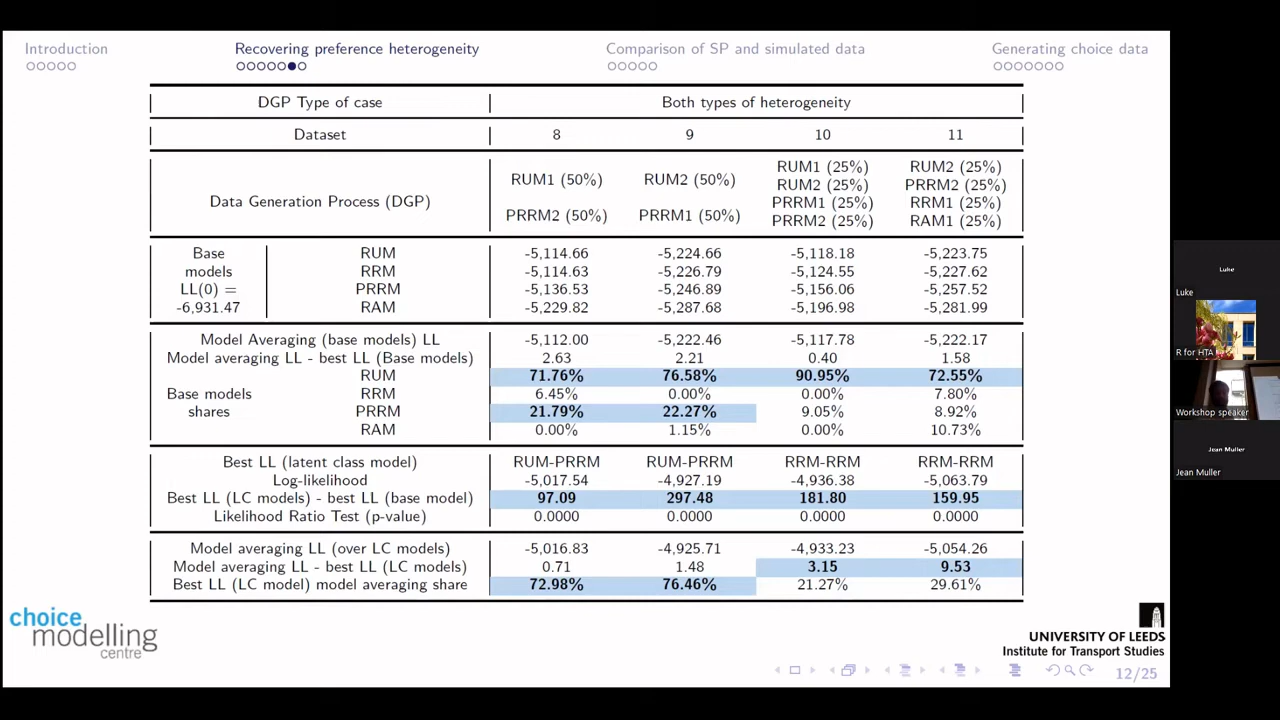 Introduction Recovering preference heterogeneity Comparison of SP and simulated data Generating choice data
DGP Type of case Both types of heterogeneity
Dataset 8 9 10 11
Data Generation Process (DGP)
RUM1 (50%)
PRRM2 (50%)
RUM2 (50%)
PRRM1 (50%)
RUM1 (25%)
RUM2 (25%)
PRRM1 (25%)
PRRM2 (25%)
RUM2 (25%)
PRRM2 (25%)
RRM1 (25%)
RAM1 (25%)
Base
models
LL(0) =
-6,931.47
RUM -5,114.66 -5,224.66 -5,118.18 -5,223.75
RRM -5,114.63 -5,226.79 -5,124.55 -5,227.62
PRRM -5,136.53 -5,246.89 -5,156.06 -5,257.52
RAM -5,229.82 -5,287.68 -5,196.98 -5,281.99
Model Averaging (base models) LL -5,112.00 -5,222.46 -5,117.78 -5,222.17
Model averaging LL - best LL (Base models) 2.63 2.21 0.40 1.58
Base models
shares
RUM 71.76% 76.58% 90.95% 72.55%
RRM 6.45% 0.00% 0.00% 7.80%
PRRM 21.79% 22.27% 9.05% 8.92%
RAM 0.00% 1.15% 0.00% 10.73%
Best LL (latent class model) RUM-PRRM RUM-PRRM RRM-RRM RRM-RRM
Log-likelihood -5,017.54 -4,927.19 -4,936.38 -5,063.79
Best LL (LC models) - best LL (base model) 97.09 297.48 181.80 159.95
Likelihood Ratio Test (p-value) 0.0000 0.0000 0.0000 0.0000
Model averaging LL (over LC models) -5,016.83 -4,925.71 -4,933.23 -5,054.26
Model averaging LL - best LL (LC models) 0.71 1.48 3.15 9.53
Best LL (LC model) model averaging share 72.98% 76.46% 21.27% 29.61%
choice
modelling
centre
UNIVERSITY OF LEEDS
Institute for Transport Studies
12/25
Luke
Luke
R for HTA
Workshop speaker
Jean Muller
Jean Muller